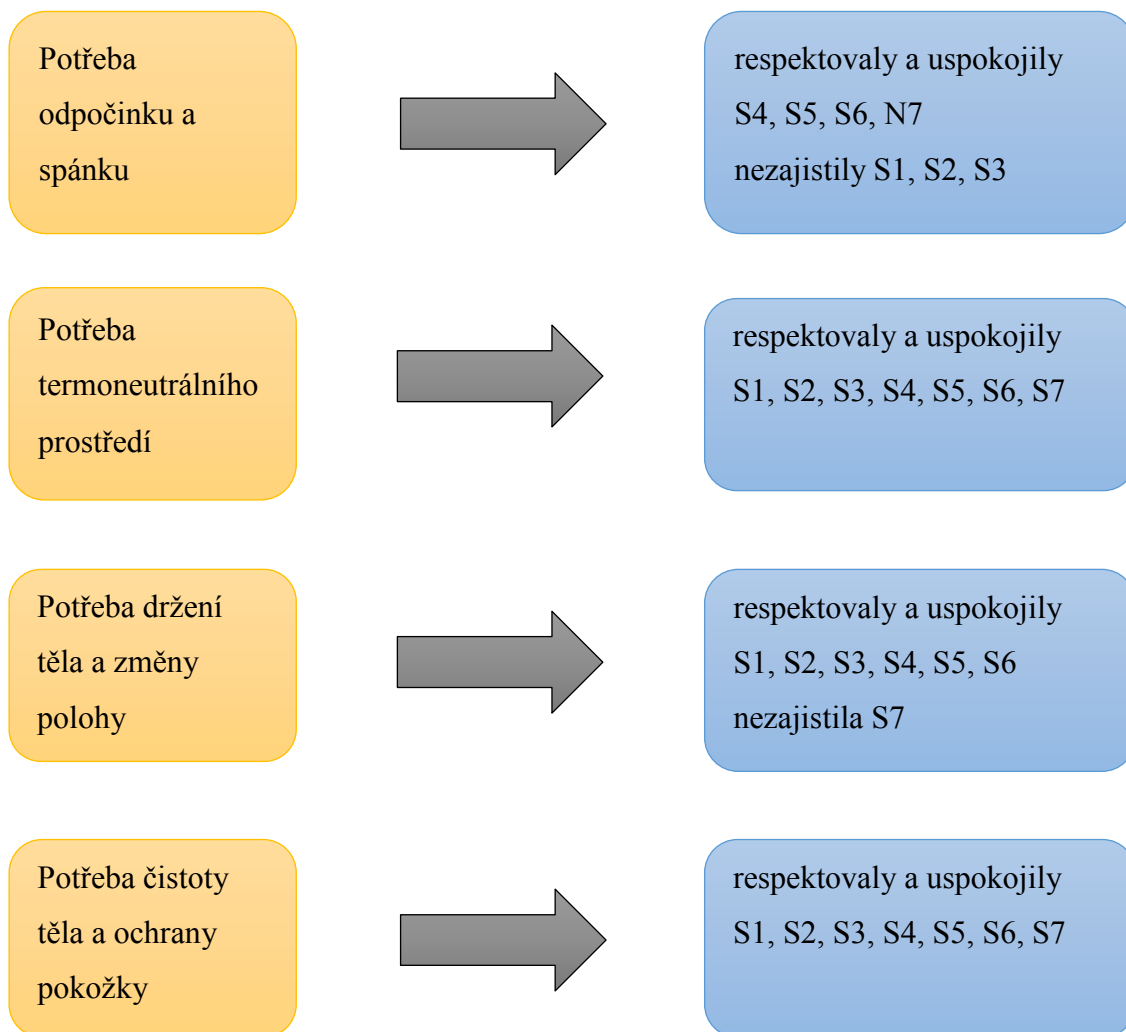 Potřeba
odpočinku a
spánku
respektovaly a uspokojily
S4, S5, S6, N7
nezajistily S1, S2, S3
Potřeba
termoneutrálního
prostředí
respektovaly a uspokojily
S1, S2, S3, S4, S5, S6, S7
Potřeba držení
těla a změny
polohy
respektovaly a uspokojily
S1, S2, S3, S4, S5, S6
nezajistila S7
Potřeba čistoty
těla a ochrany
pokožky
respektovaly a uspokojily
S1, S2, S3, S4, S5, S6, S7